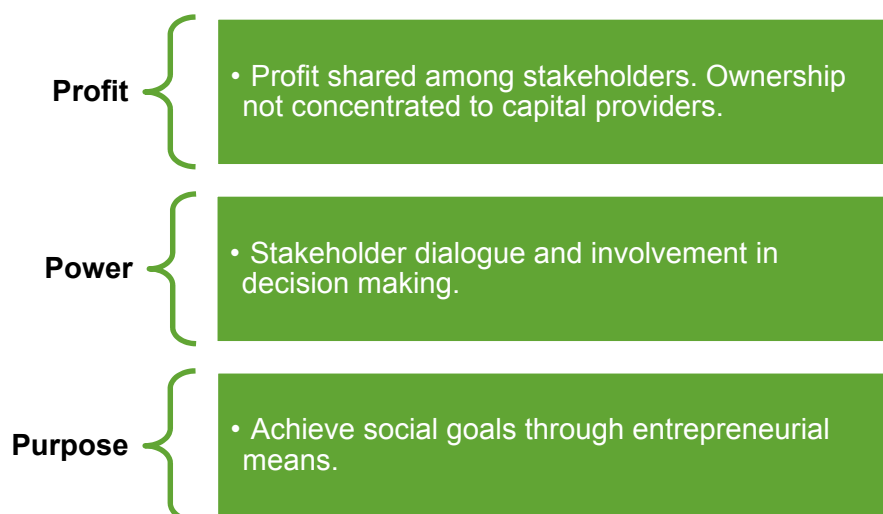 Profit
• Profit shared among stakeholders. Ownership
not concentrated to capital providers.
Power
• Stakeholder dialogue and involvement in
decision making.
Purpose
• Achieve social goals through entrepreneurial
means.